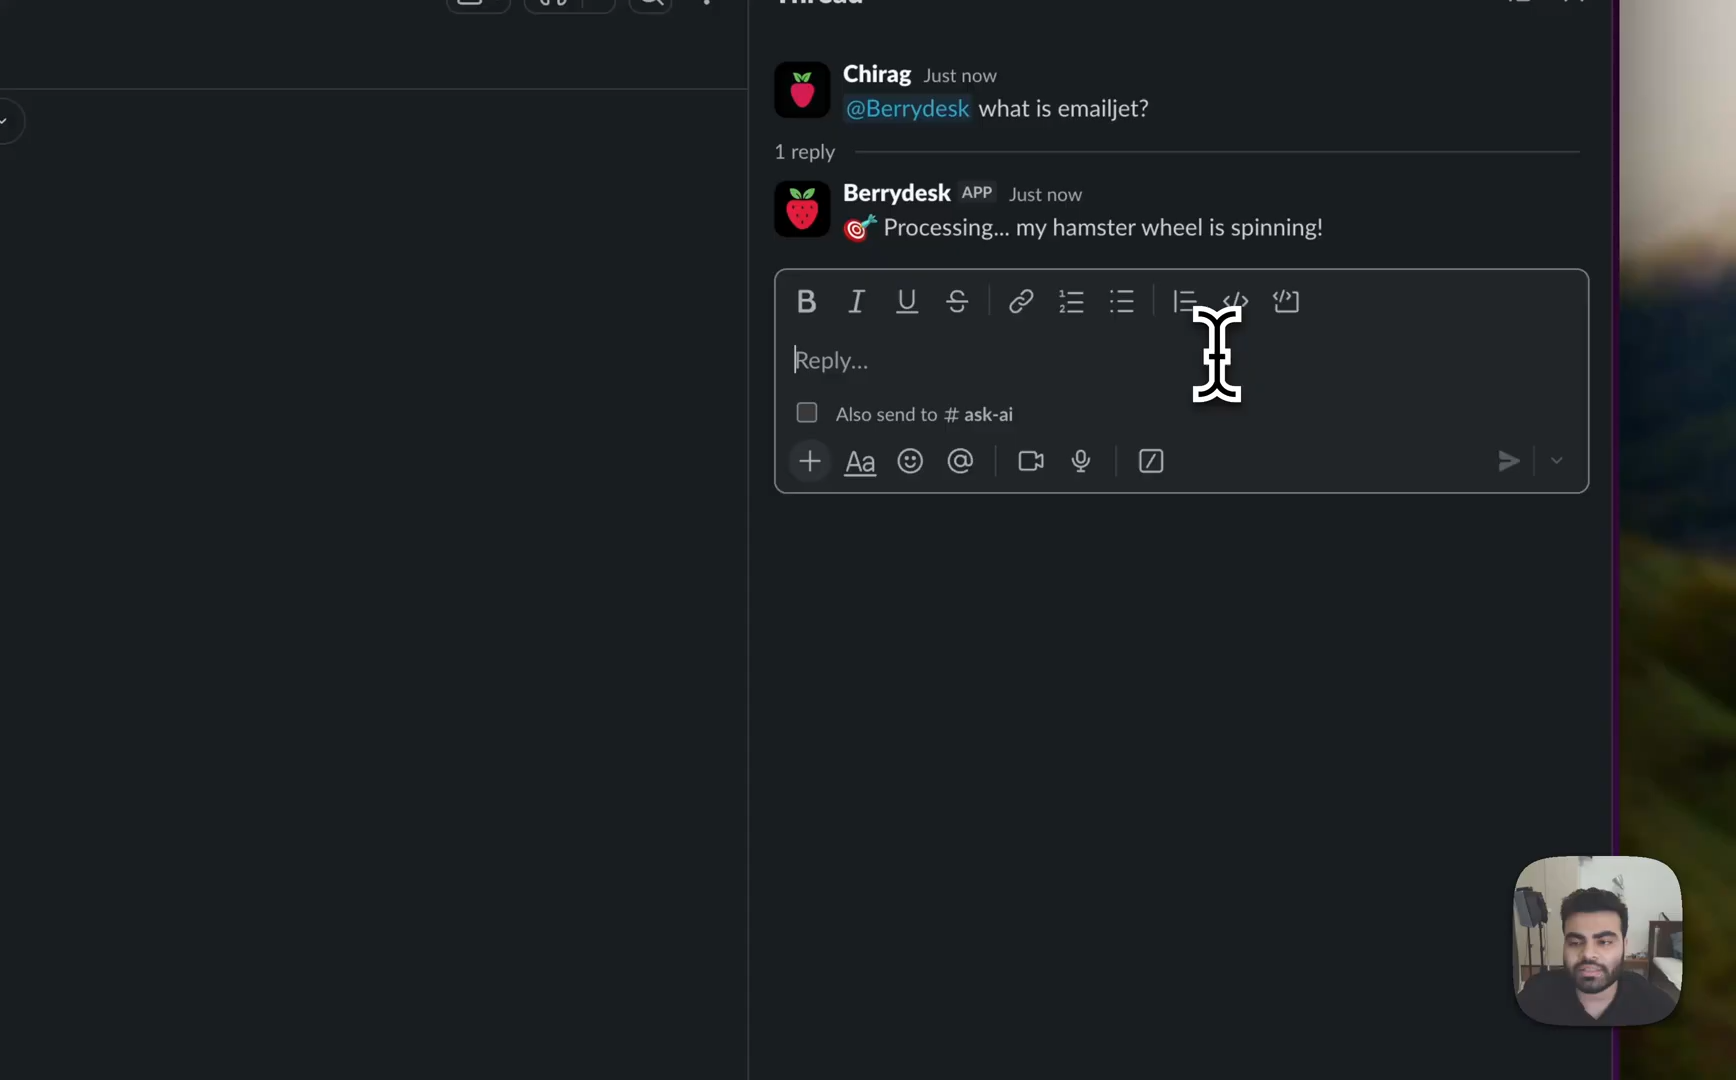 Thread
Chirag Just now
@Berrydesk what is emailjet?
1 reply
Berrydesk APP Just now
🎯 Processing... my hamster wheel is spinning!
Reply...
Also send to # ask-ai
Aa